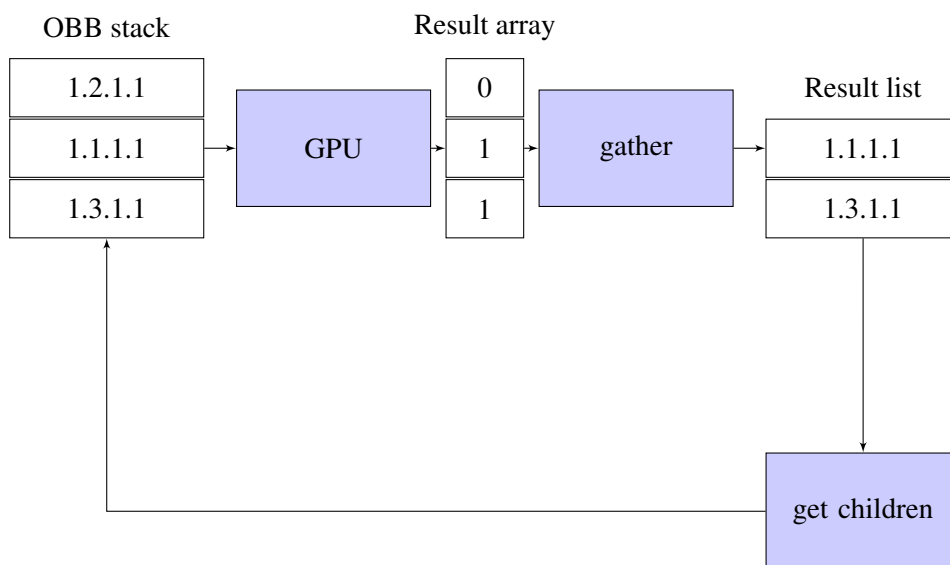 OBB stack
1.2.1.1
1.1.1.1
1.3.1.1
GPU
Result array
0
1
1
gather
Result list
1.1.1.1
1.3.1.1
get children